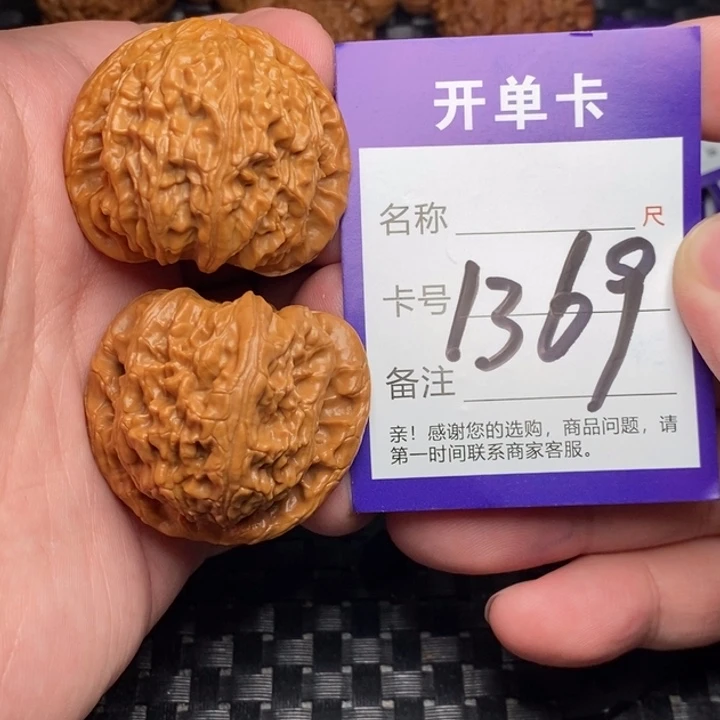 开单卡
名称 尺
卡号 1369
备注
亲！感谢您的选购，商品问题，请
第一时间联系商家客服。